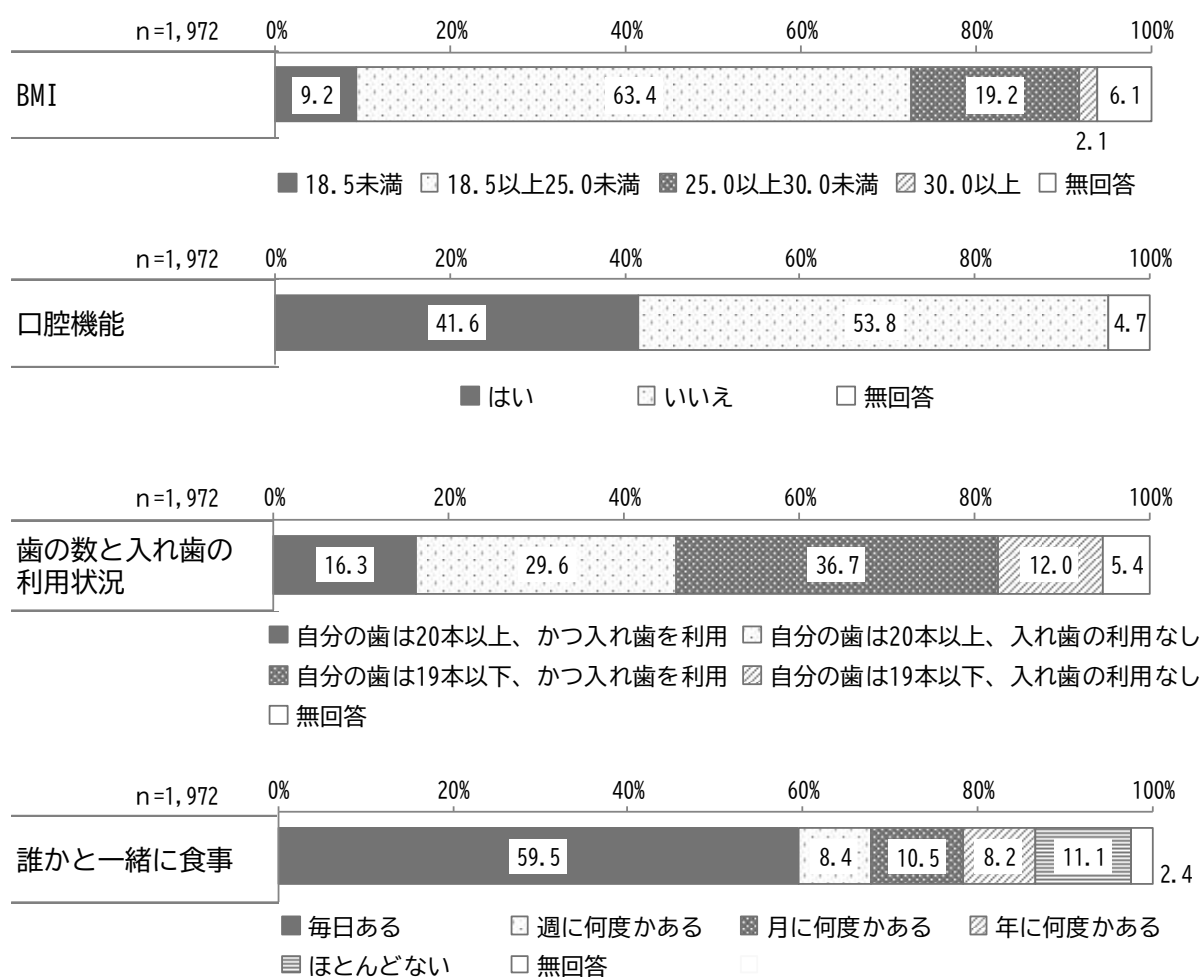 n=1,972 0% 20% 40% 60% 80% 100%
BMI 9.2 63.4 19.2 6.1
2.1
18.5未満 18.5以上25.0未満 25.0以上30.0未満 30.0以上 無回答
n=1,972 0% 20% 40% 60% 80% 100%
口腔機能 41.6 53.8 4.7
はい いいえ 無回答
n=1,972 0% 20% 40% 60% 80% 100%
歯の数と入れ歯の
利用状況 16.3 29.6 36.7 12.0 5.4
自分の歯は20本以上、かつ入れ歯を利用 自分の歯は20本以上、入れ歯の利用なし
自分の歯は19本以下、かつ入れ歯を利用 自分の歯は19本以下、入れ歯の利用なし
無回答
n=1,972 0% 20% 40% 60% 80% 100%
誰かと一緒に食事 59.5 8.4 10.5 8.2 11.1 2.4
毎日ある 週に何度かある 月に何度かある 年に何度かある
ほとんどない 無回答